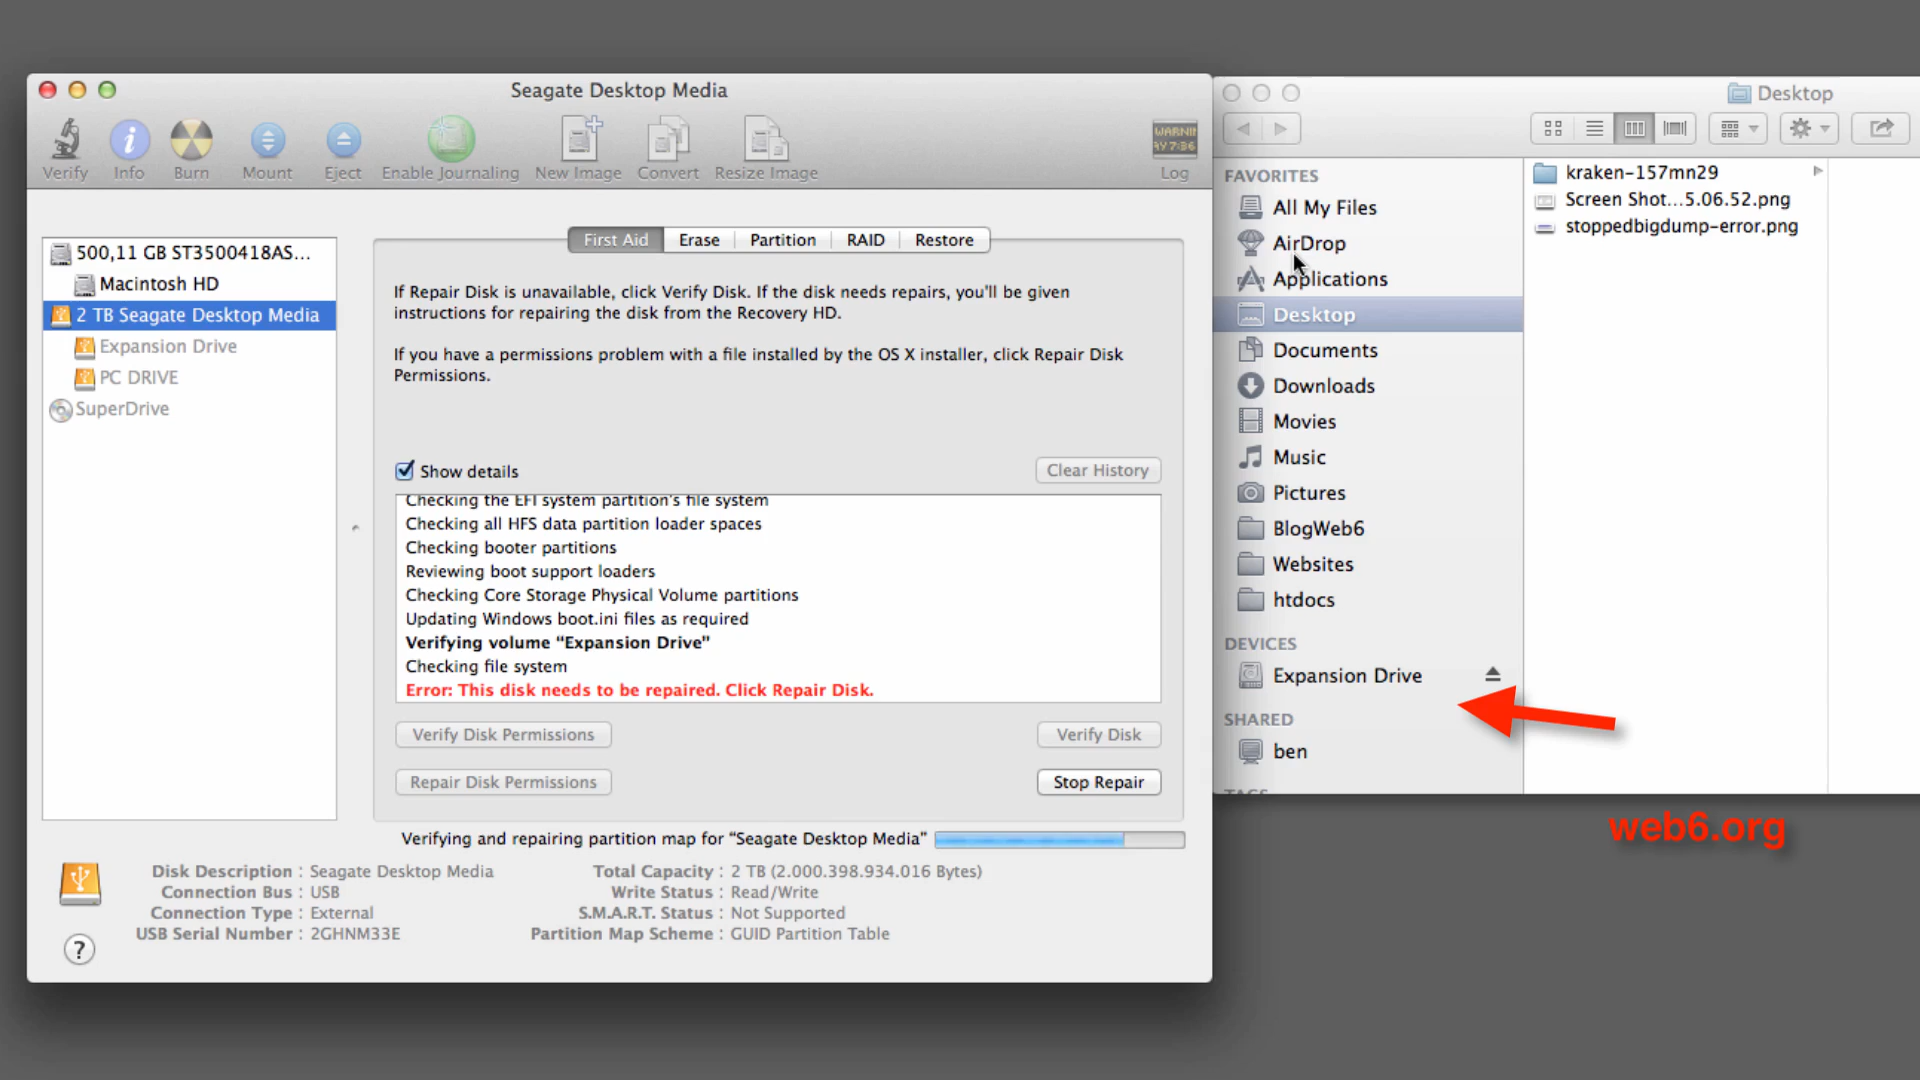 Seagate Desktop Media
Verify Info Burn Mount Eject Enable Journaling New Image Convert Resize Image Log
WARNIN
AY 7:36
500,11 GB ST3500418AS...
Macintosh HD
2 TB Seagate Desktop Media
Expansion Drive
PC DRIVE
SuperDrive
First Aid Erase Partition RAID Restore
If Repair Disk is unavailable, click Verify Disk. If the disk needs repairs, you'll be given
instructions for repairing the disk from the Recovery HD.
If you have a permissions problem with a file installed by the OS X installer, click Repair Disk
Permissions.
Show details
Clear History
Checking the EFI system partition's file system
Checking all HFS data partition loader spaces
Checking booter partitions
Reviewing boot support loaders
Checking Core Storage Physical Volume partitions
Updating Windows boot.ini files as required
Verifying volume “Expansion Drive”
Checking file system
Error: This disk needs to be repaired. Click Repair Disk.
Verify Disk Permissions Verify Disk
Repair Disk Permissions Stop Repair
Verifying and repairing partition map for “Seagate Desktop Media”
Disk Description : Seagate Desktop Media
Connection Bus : USB
Connection Type : External
USB Serial Number : 2GHNM33E
Total Capacity : 2 TB (2.000.398.934.016 Bytes)
Write Status : Read/Write
S.M.A.R.T. Status : Not Supported
Partition Map Scheme : GUID Partition Table
?
Desktop
FAVORITES
All My Files
AirDrop
Applications
Desktop
Documents
Downloads
Movies
Music
Pictures
BlogWeb6
Websites
htdocs
DEVICES
Expansion Drive
SHARED
ben
TAGS
kraken-157mn29
Screen Shot...5.06.52.png
stoppedbigdump-error.png
web6.org